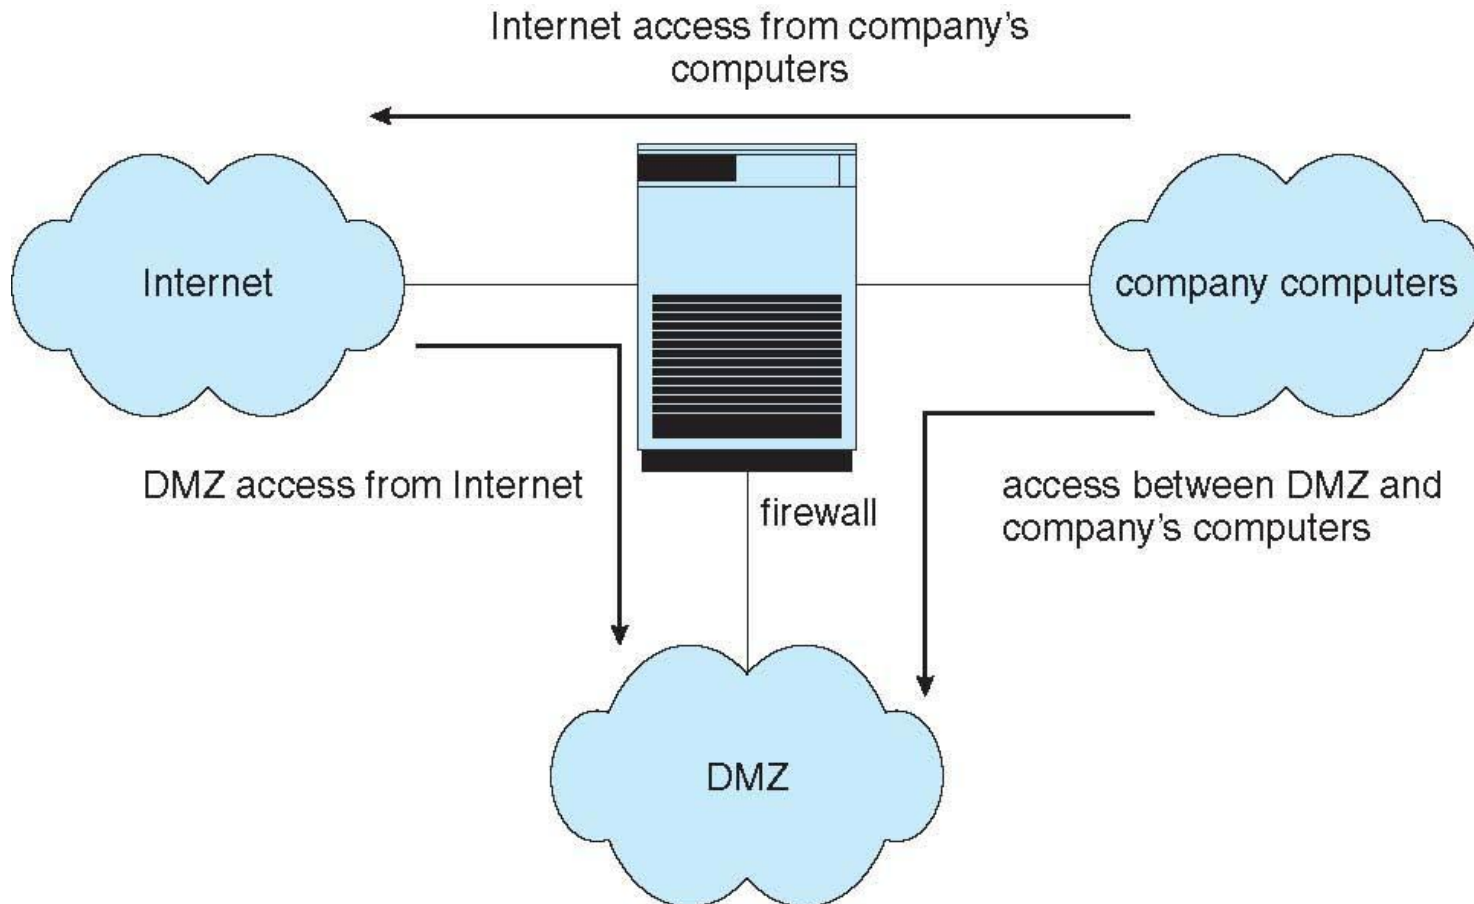 Internet access from company's
computers
Internet
company computers
DMZ access from Internet
firewall
access between DMZ and
company's computers
DMZ